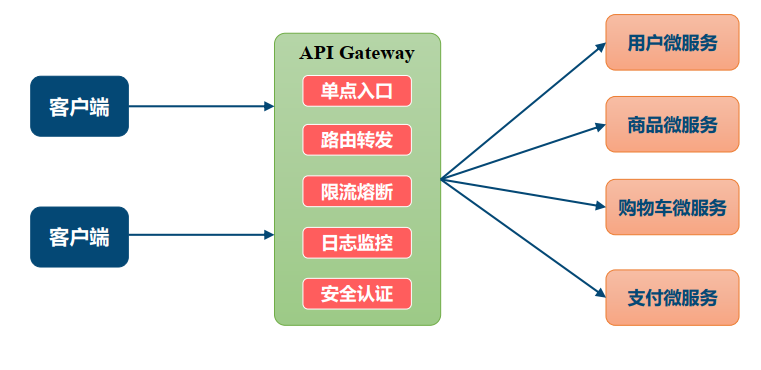 客户端
客户端
API Gateway
单点入口
路由转发
限流熔断
日志监控
安全认证
用户微服务
商品微服务
购物车微服务
支付微服务